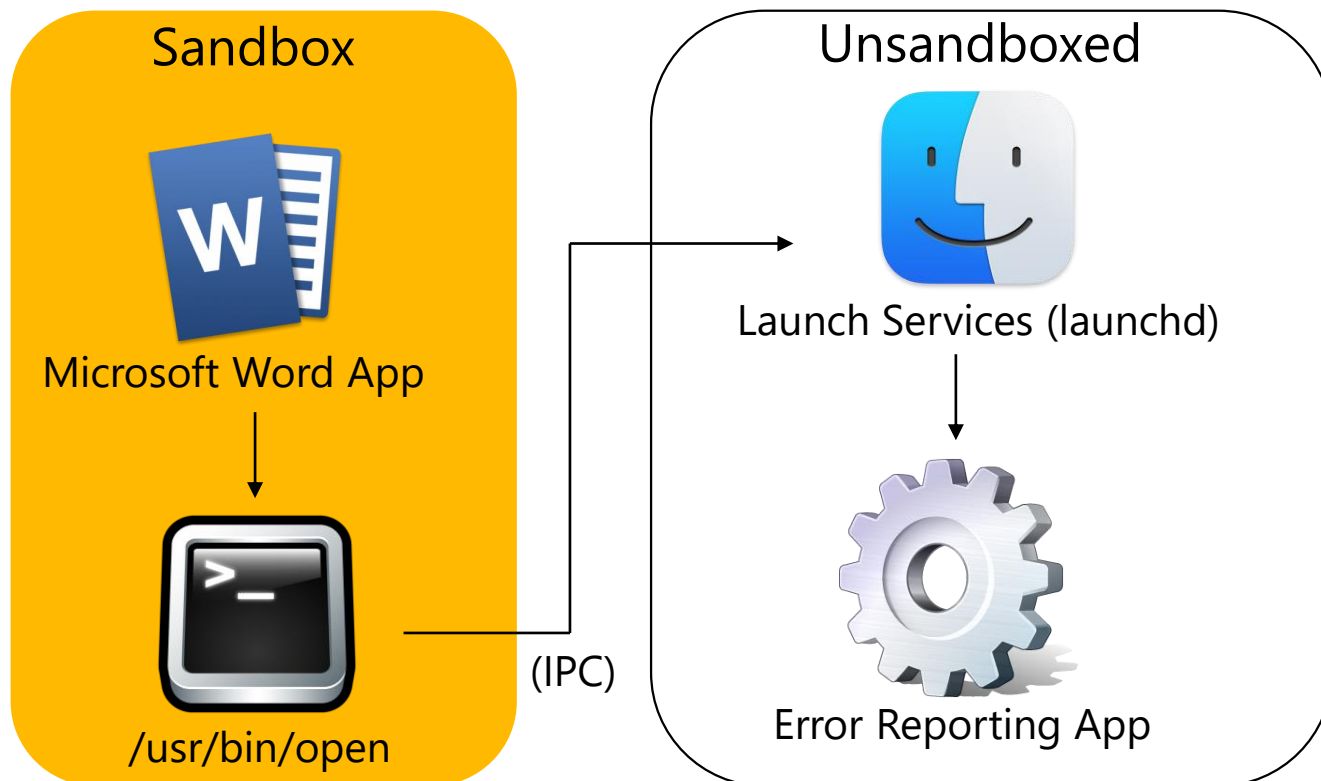 Sandbox
W
Microsoft Word App
>_
/usr/bin/open
(IPC)
Unsandboxed
Launch Services (launchd)
Error Reporting App